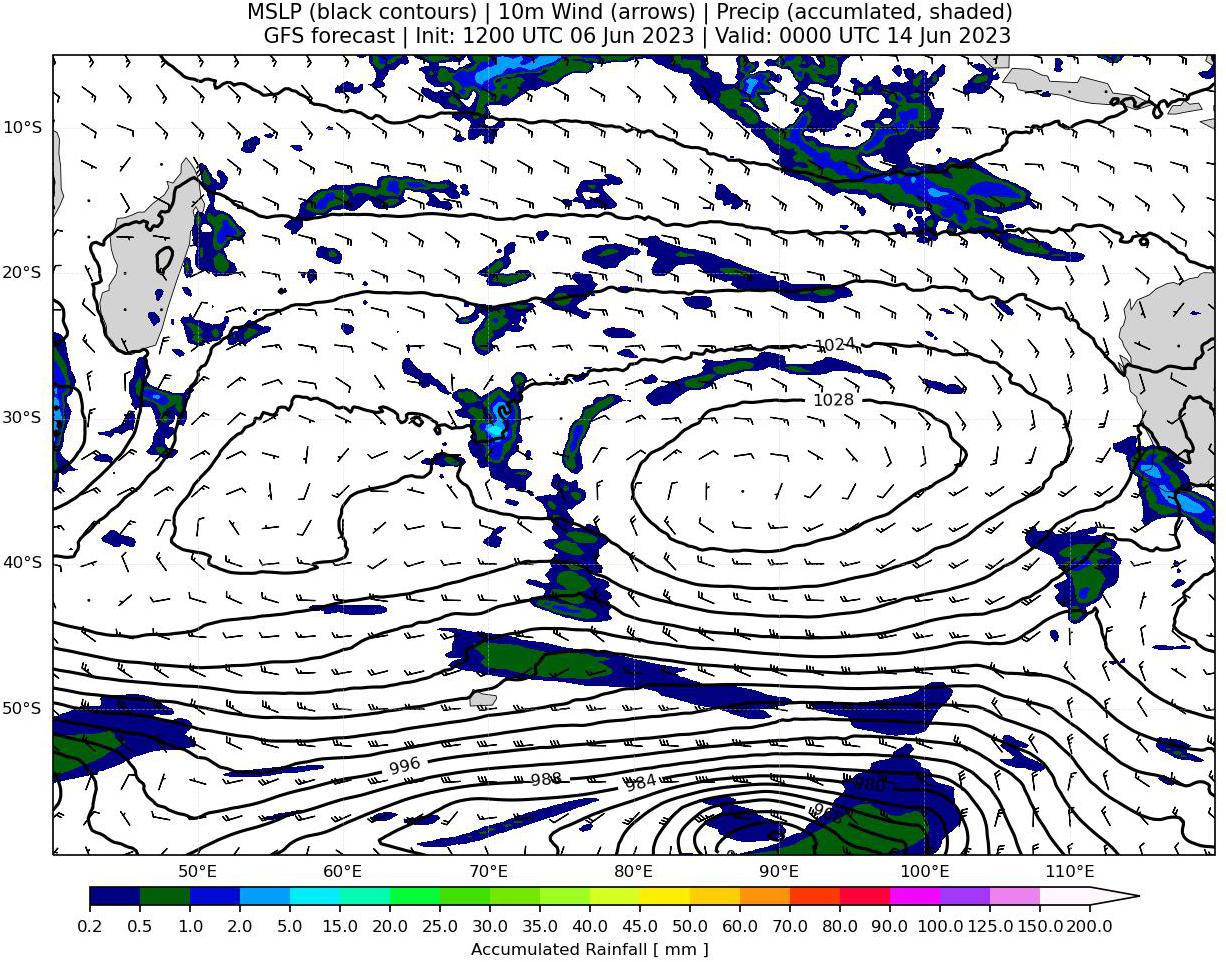 MSLP (black contours) | 10m Wind (arrows) | Precip (accumlated, shaded)
GFS forecast | Init: 1200 UTC 06 Jun 2023 | Valid: 0000 UTC 14 Jun 2023
10°S
20°S
1024
1028
30°S
40°S
50°S
996
988
984
980
50°E
60°E
70°E
80°E
90°E
100°E
110°E
0.2 0.5 1.0 2.0 5.0 10.0 15.0 20.0 25.0 30.0 35.0 40.0 45.0 50.0 60.0 70.0 80.0 90.0 100.0 125.0 150.0 200.0
Accumulated Rainfall [ mm ]